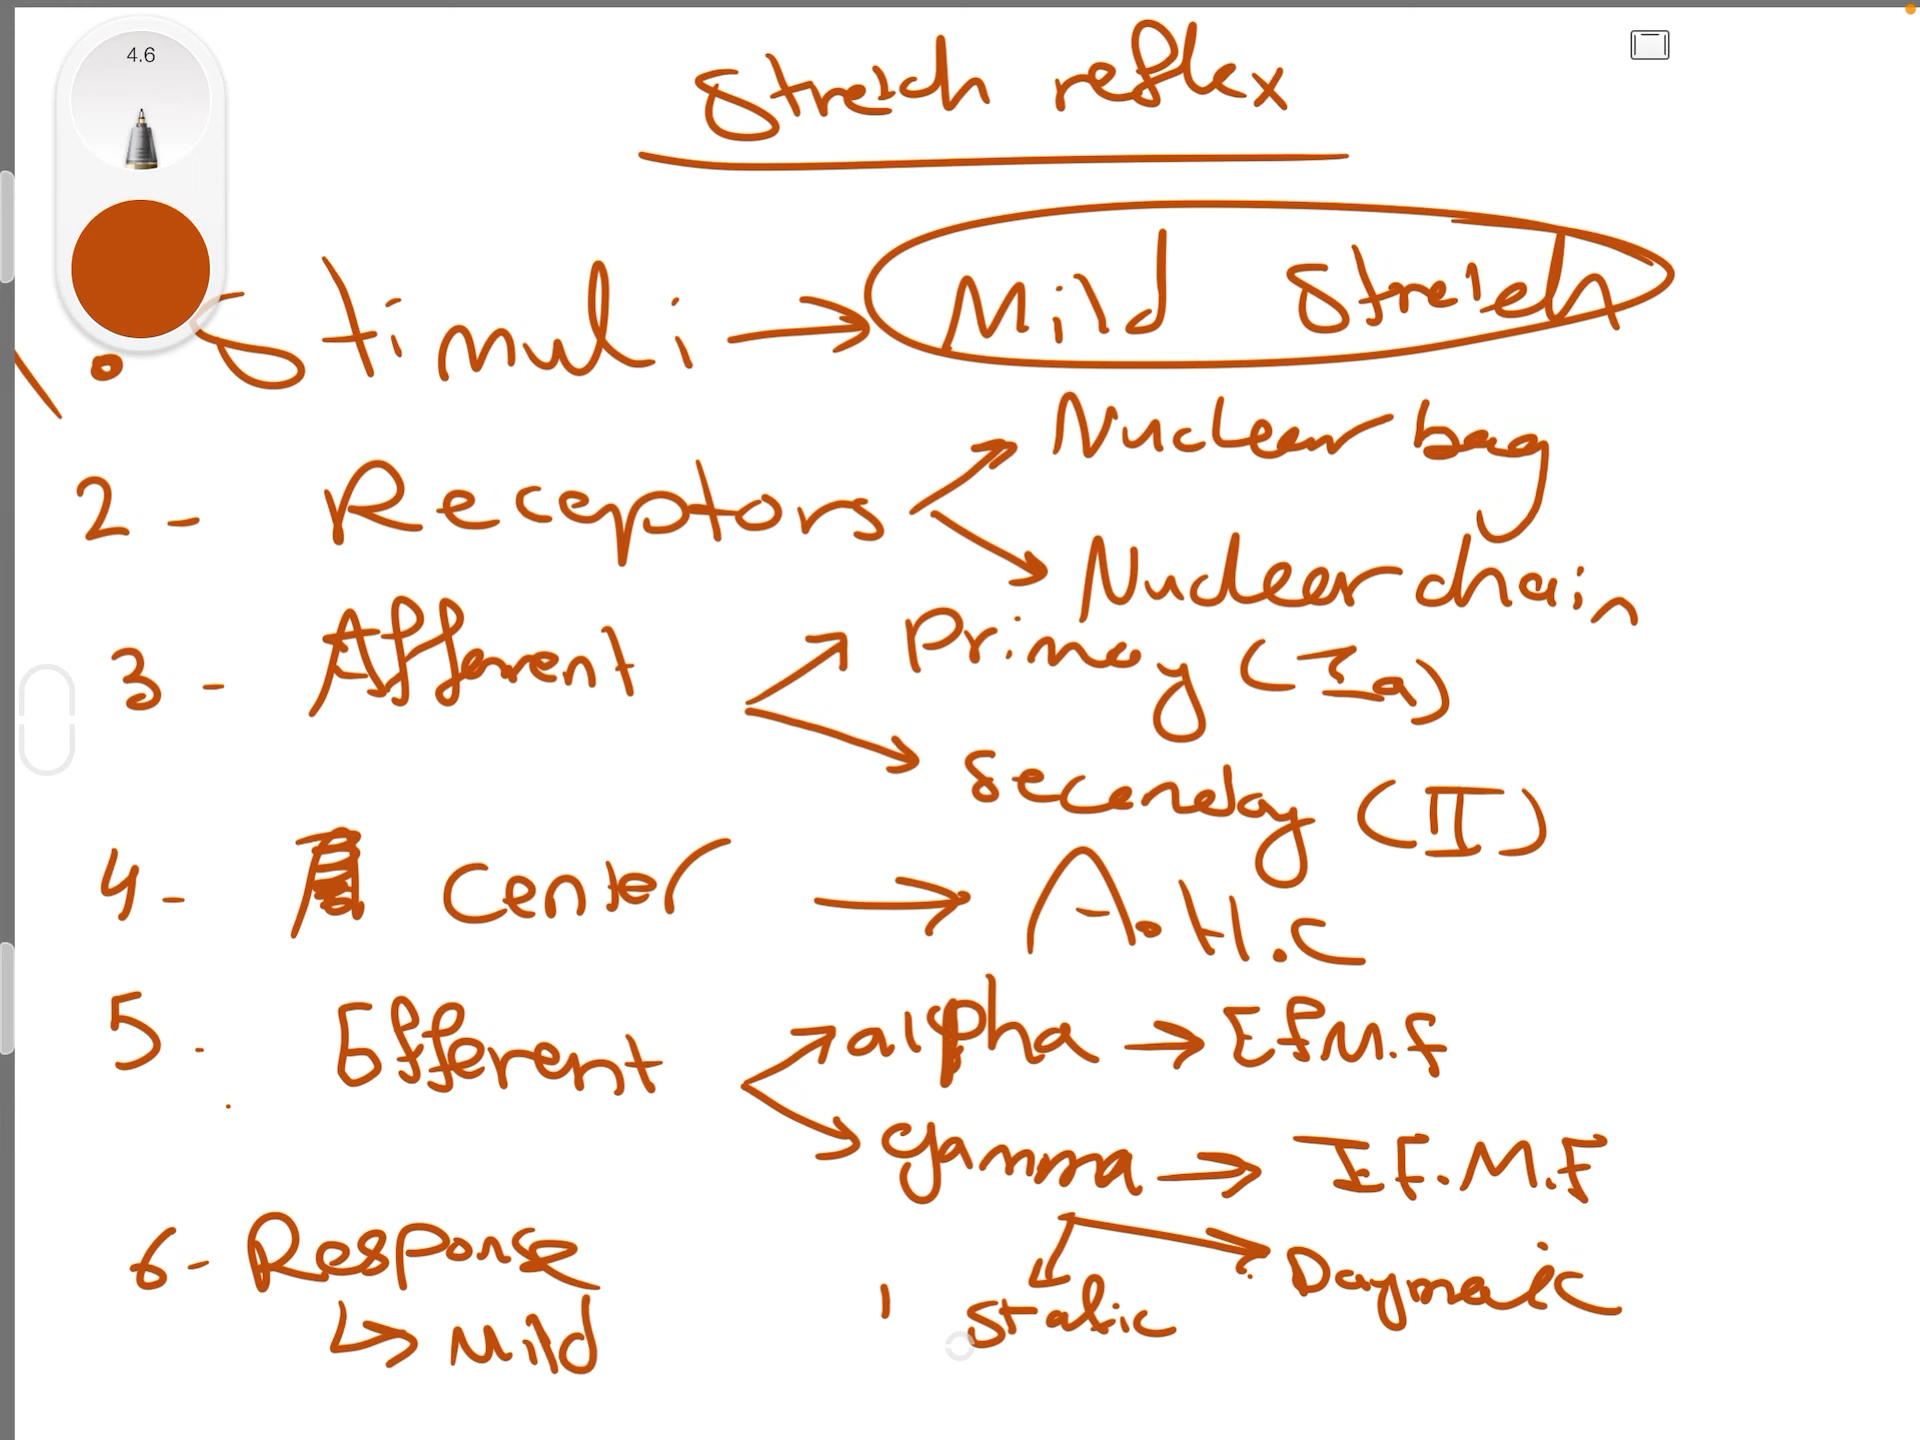 4.6
Stretch reflex
1. Stimuli → Mild Stretch
2 - Receptors
Nuclear bag
Nuclear chain
3 - Afferent
Primary (Ia)
Secondary (II)
4 - Center → A.H.C
5. Efferent
alpha → E f M.f
gamma → I F.M.F
Static
Daymaic
6- Response
↳ Mild